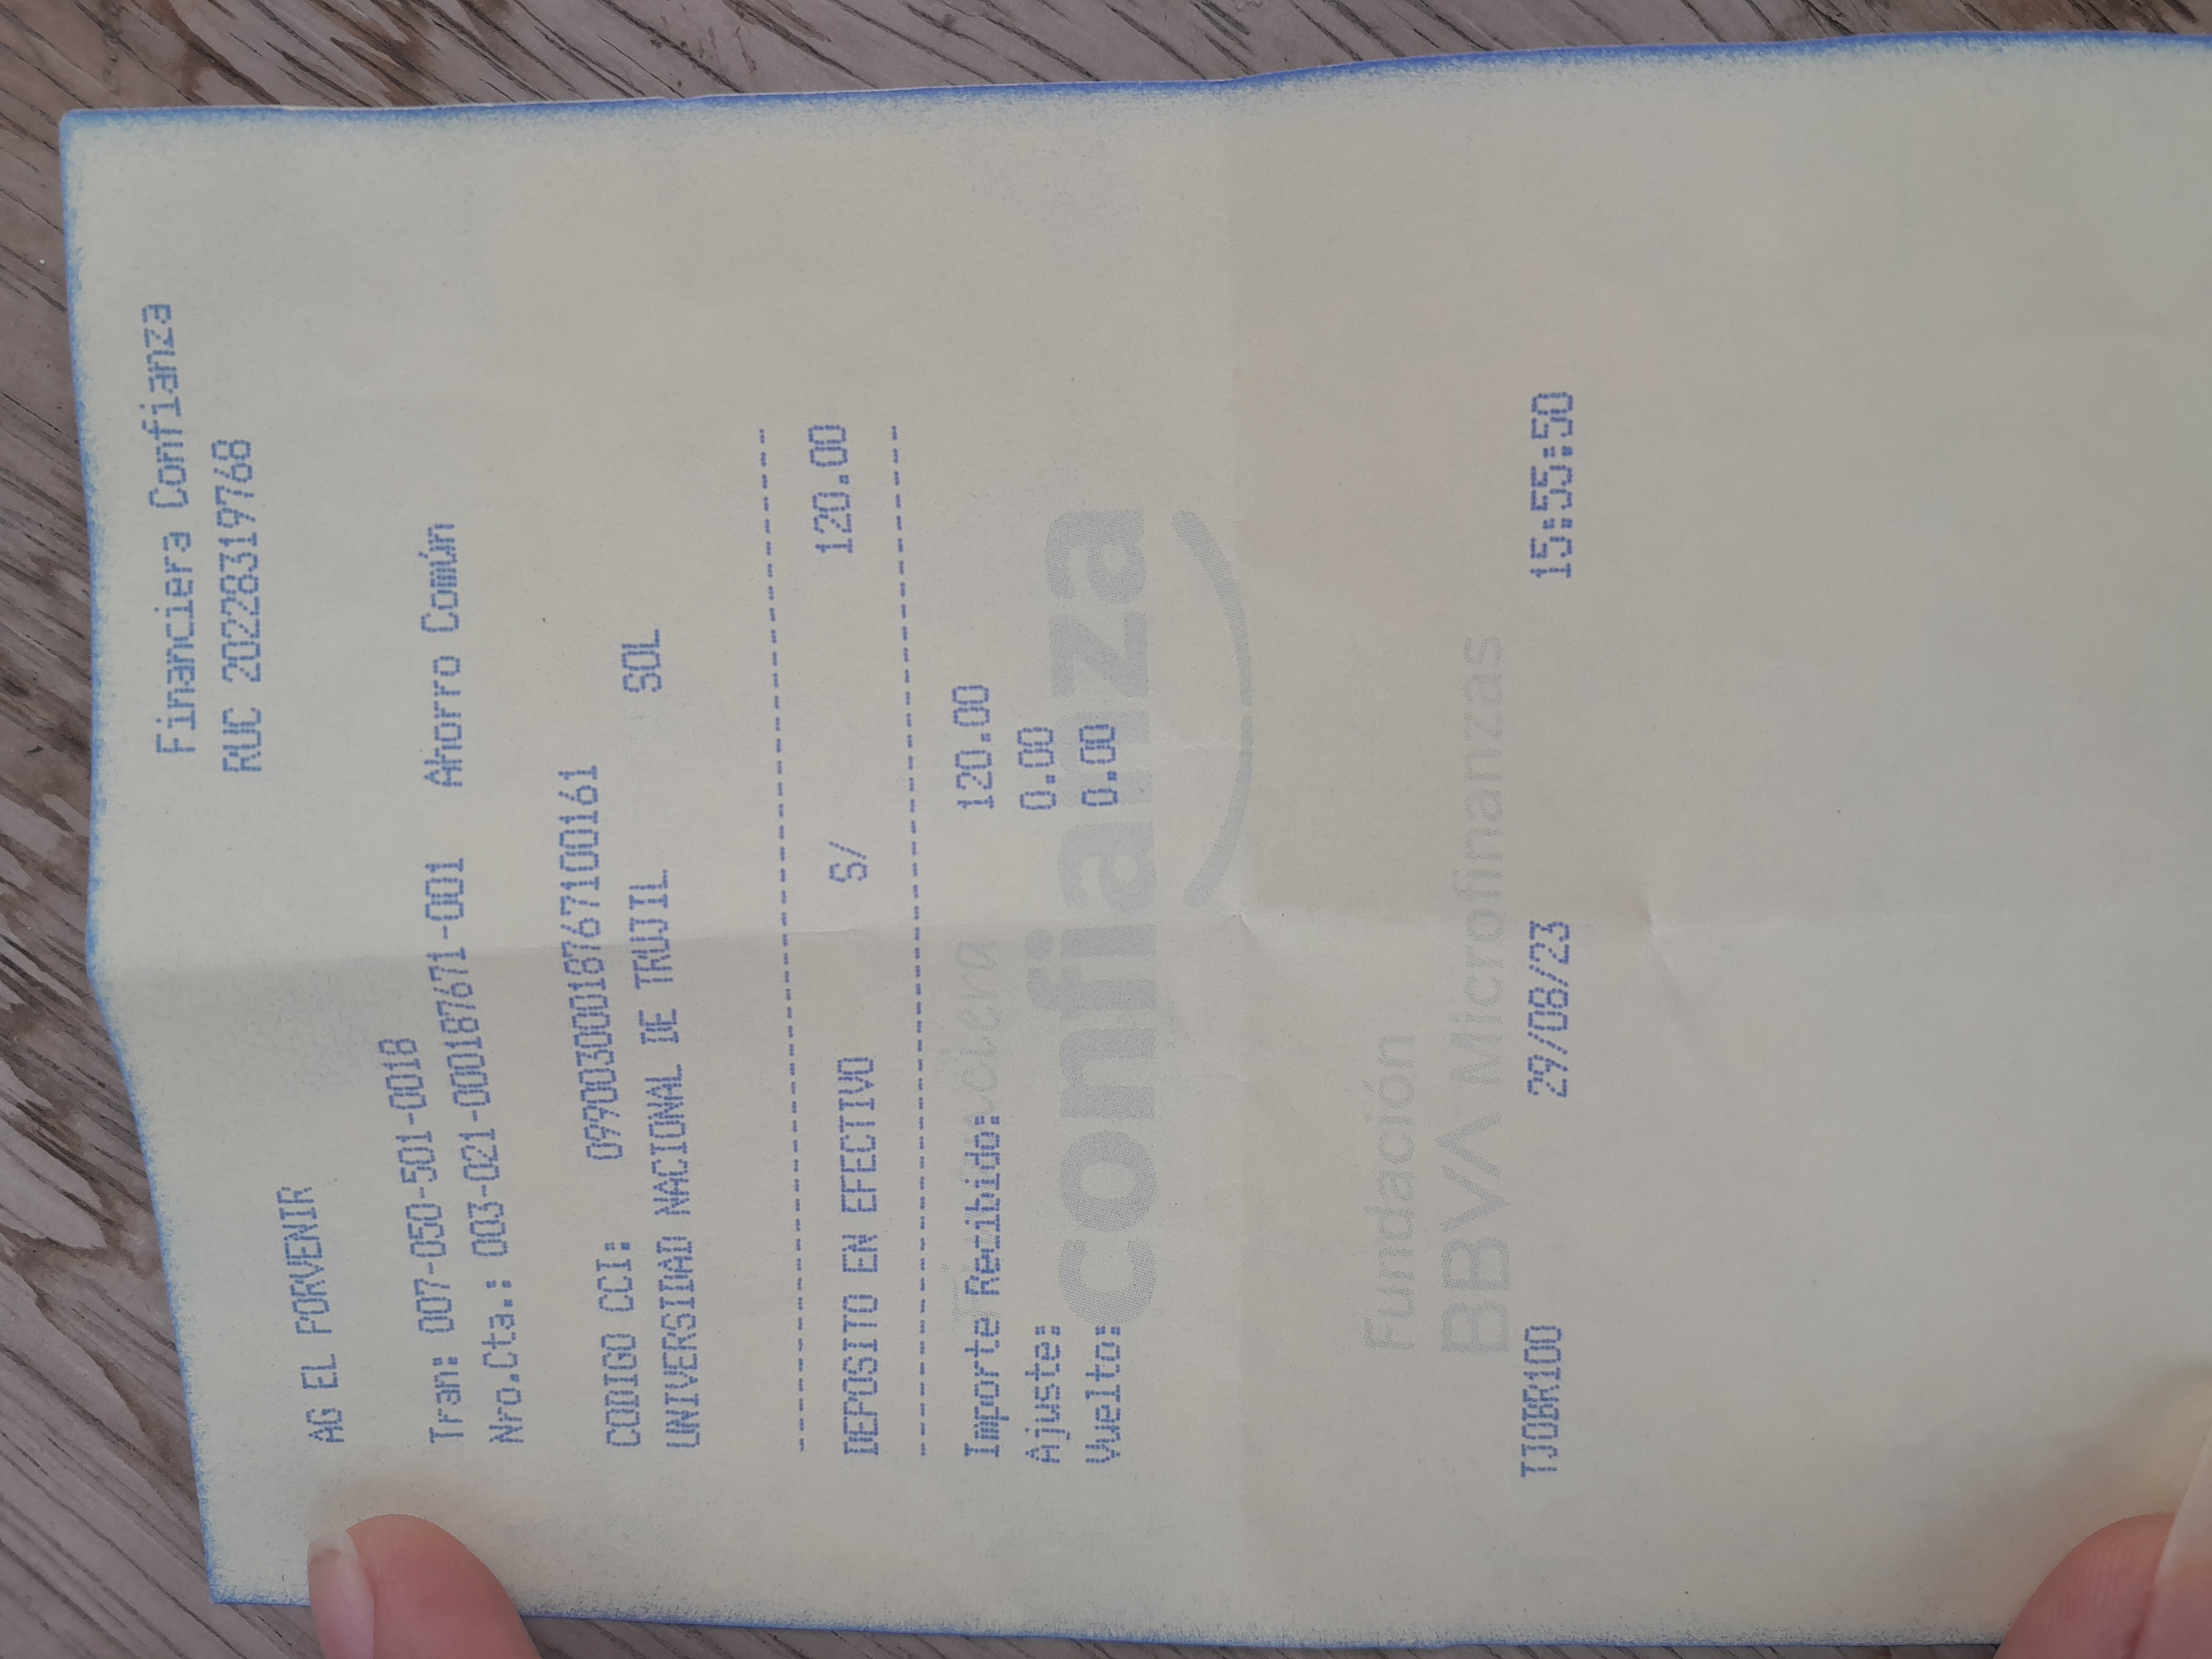 Financiera Confianza
RUC 20228319768
AG EL PORVENIR
Tran: 007-050-501-0018
Nro.Cta.: 003-021-000187671-001 Ahorro Común
CODIGO CCI: 0990030018767100161
UNIVERSIDAD NACIONAL DE TRUJIL SOL
DEPOSITO EN EFECTIVO S/ 120.00
Importe Recibido: 120.00
Ajuste: 0.00
Vuelto: 0.00
Financiera
confianza
Fundación
BBVA Microfinanzas
TJOBR100 29/08/23 15:55:50